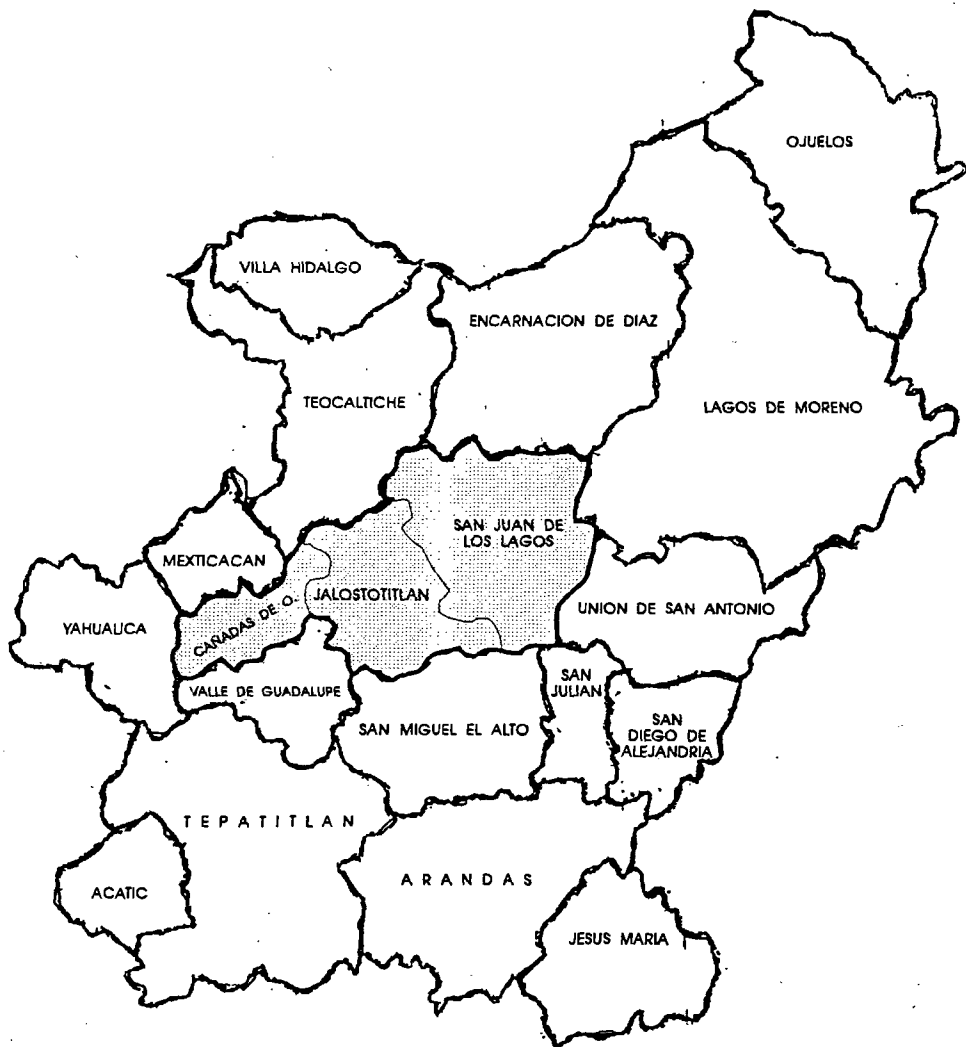 OJUELOS
VILLA HIDALGO
ENCARNACION DE DIAZ
TEOCALTICHE
LAGOS DE MORENO
SAN JUAN DE
LOS LAGOS
MEXTICACAN
JALOSTOTITLAN
CAÑADAS DE O.
UNION DE SAN ANTONIO
YAHUALICA
VALLE DE GUADALUPE
SAN
JULIAN
SAN MIGUEL EL ALTO
SAN
DIEGO DE
ALEJANDRIA
TEPATITLAN
ARANDAS
ACATIC
JESUS MARIA